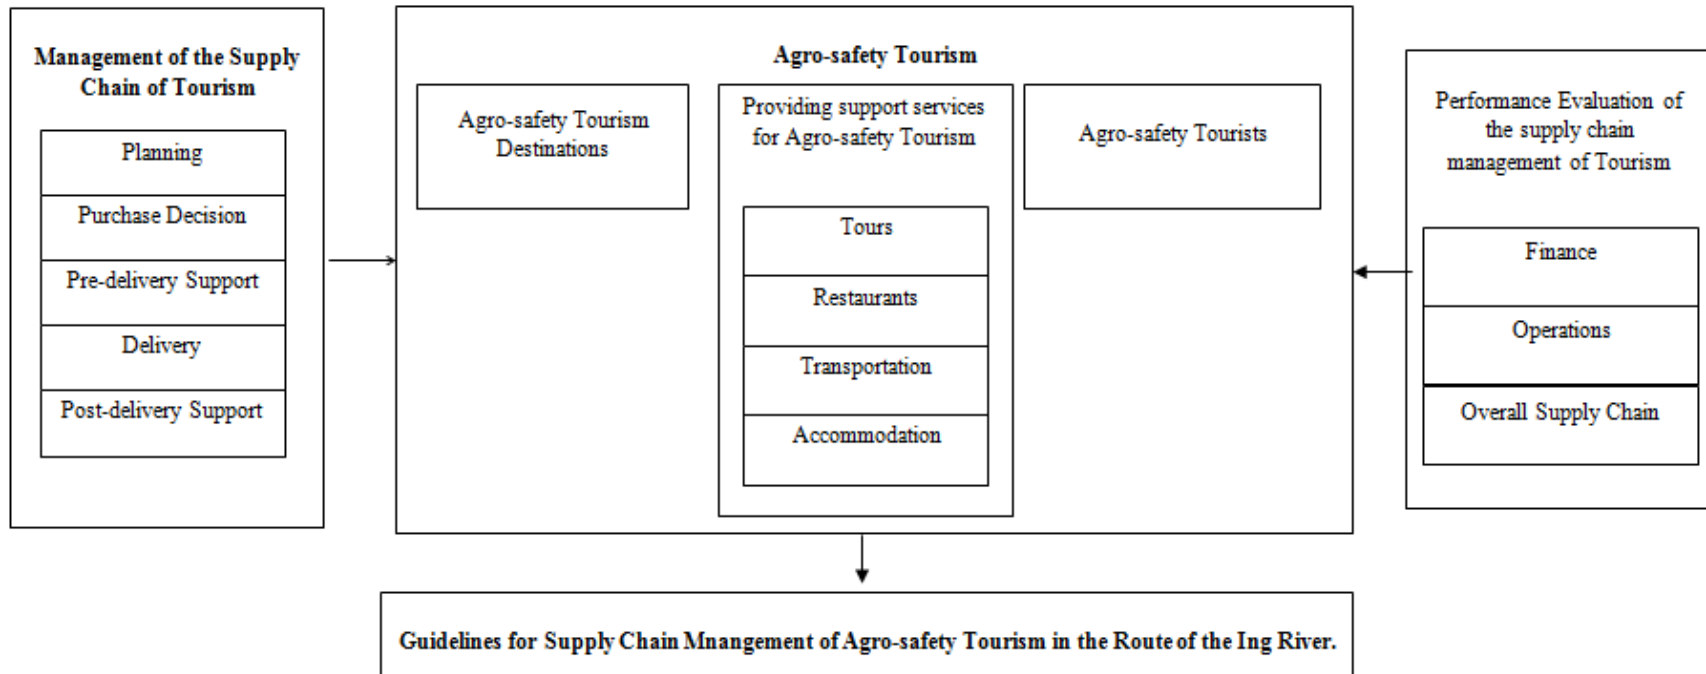 Management of the Supply
Chain of Tourism
Planning
Purchase Decision
Pre-delivery Support
Delivery
Post-delivery Support
Agro-safety Tourism
Agro-safety Tourism
Destinations
Providing support services
for Agro-safety Tourism
Tours
Restaurants
Transportation
Accommodation
Agro-safety Tourists
Performance Evaluation of
the supply chain
management of Tourism
Finance
Operations
Overall Supply Chain
Guidelines for Supply Chain Mnangement of Agro-safety Tourism in the Route of the Ing River.